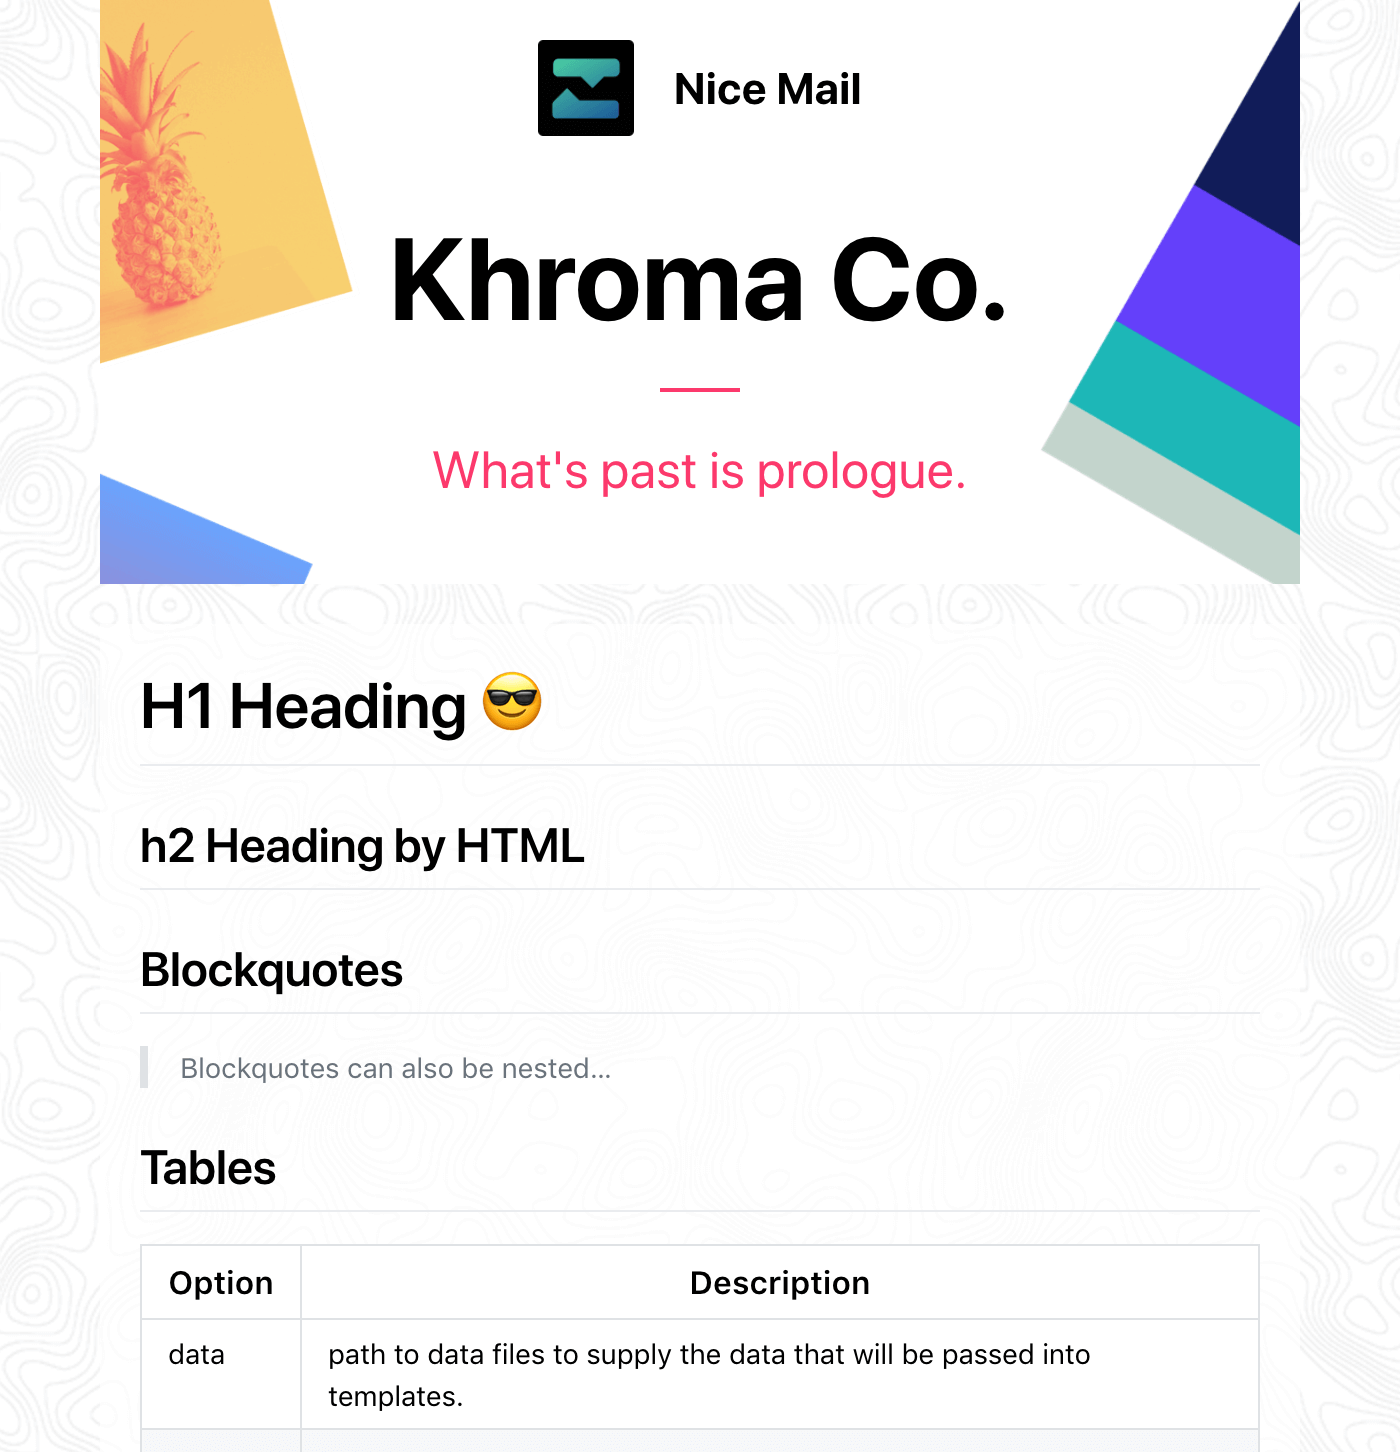 Nice Mail
Khroma Co.
What's past is prologue.
H1 Heading 😎
h2 Heading by HTML
Blockquotes
Blockquotes can also be nested...
Tables
Option Description
data path to data files to supply the data that will be passed into
templates.